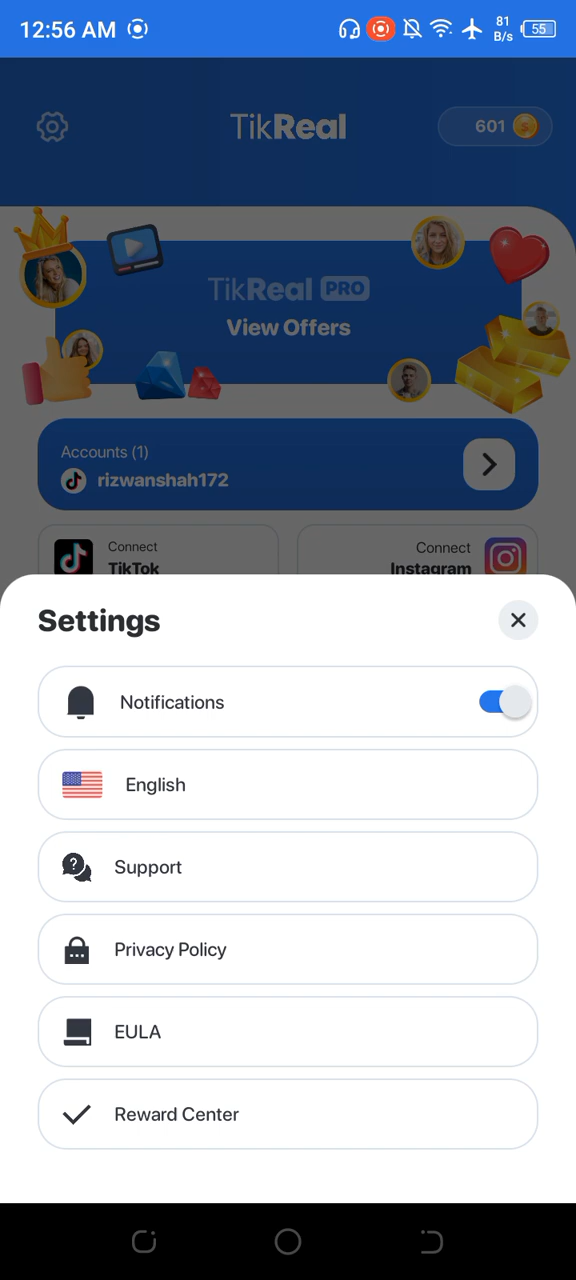 12:56 AM
81
B/s
55
TikReal
601
TikReal PRO
View Offers
Accounts (1)
rizwanshah172
Connect
TikTok
Connect
Instagram
Settings
Notifications
English
Support
Privacy Policy
EULA
Reward Center